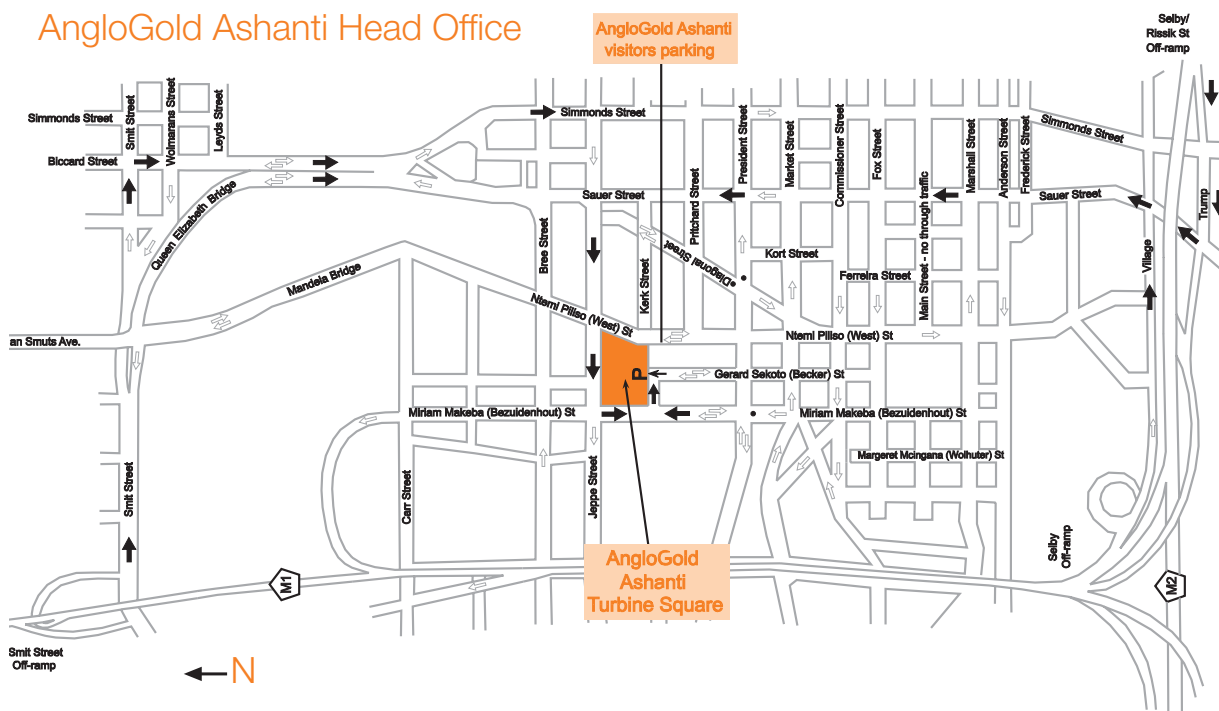 AngloGold Ashanti Head Office
AngloGold Ashanti
visitors parking
Selby/
Rissik St
Off-ramp
Simmonds Street
Smit Street
Wolmarans Street
Leyds Street
Biccard Street
Queen Elizabeth Bridge
Mandela Bridge
an Smuts Ave.
Simmonds Street
Sauer Street
Bree Street
Kerk Street
Diagonal Street
Pritchard Street
President Street
Market Street
Commissioner Street
Fox Street
Main Street - no through traffic
Marshall Street
Anderson Street
Frederick Street
Simmonds Street
Sauer Street
Trump
Village
Kort Street
Ferreira Street
Ntemi Piliso (West) St
Ntemi Piliso (West) St
P
Gerard Sekoto (Becker) St
Miriam Makeba (Bezuidenhout) St
Miriam Makeba (Bezuidenhout) St
Margeret Mcingana (Wolhuter) St
Smit Street
Carr Street
Jeppe Street
Selby
Off-ramp
AngloGold
Ashanti
Turbine Square
M1
M2
Smit Street
Off-ramp
N